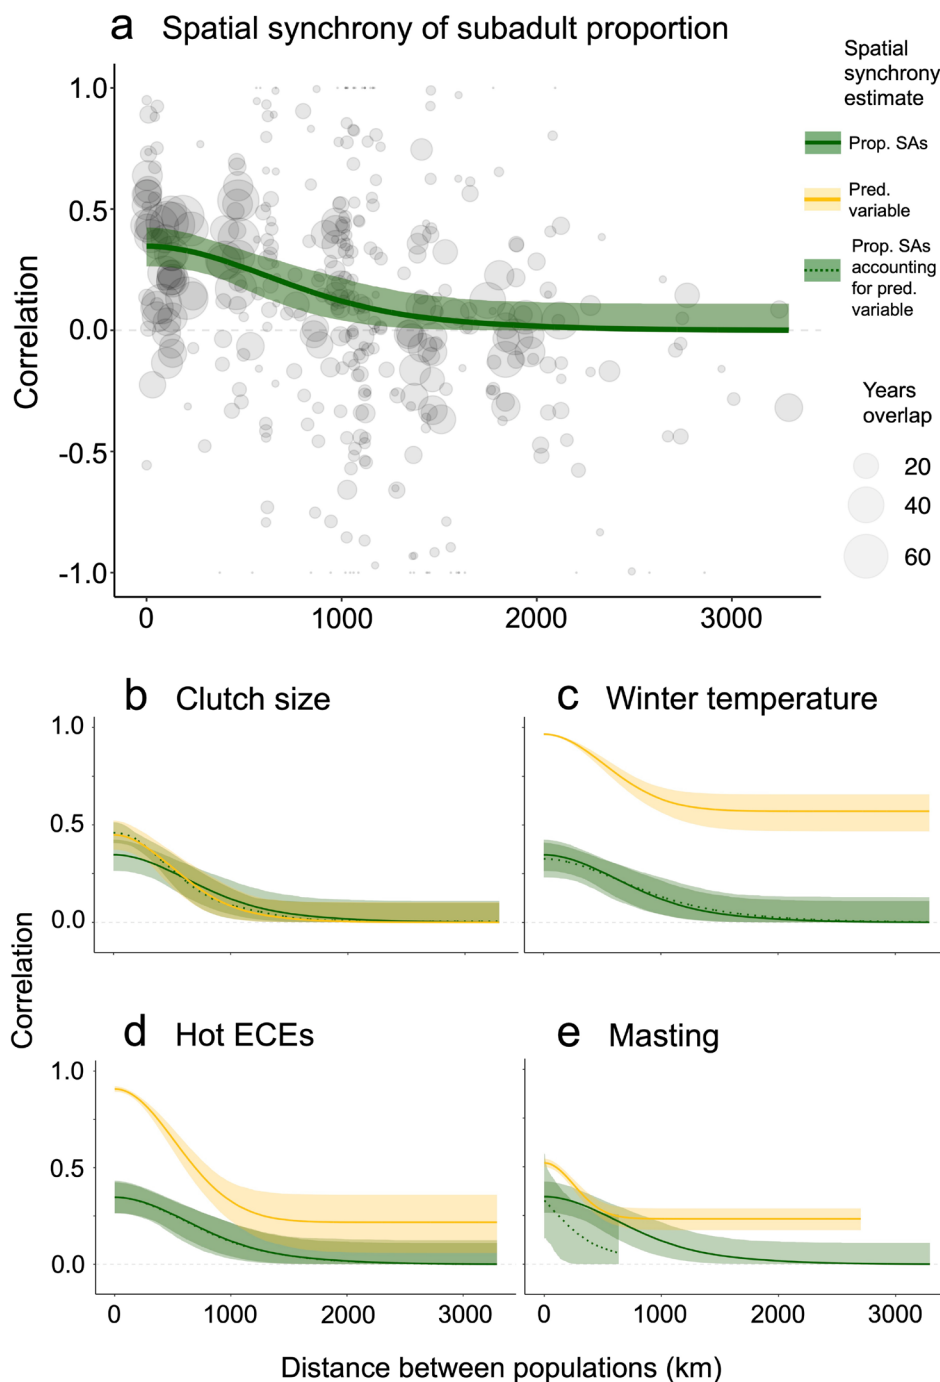 a Spatial synchrony of subadult proportion
Spatial
synchrony
estimate
Prop. SAs
Pred.
variable
Prop. SAs
accounting
for pred.
variable
Years
overlap
20
40
60
Correlation
1.0
0.5
0.0
-0.5
-1.0
0 1000 2000 3000
b Clutch size
c Winter temperature
1.0
0.5
0.0
Correlation
d Hot ECEs
e Masting
1.0
0.5
0.0
0 1000 2000 3000
0 1000 2000 3000
Distance between populations (km)